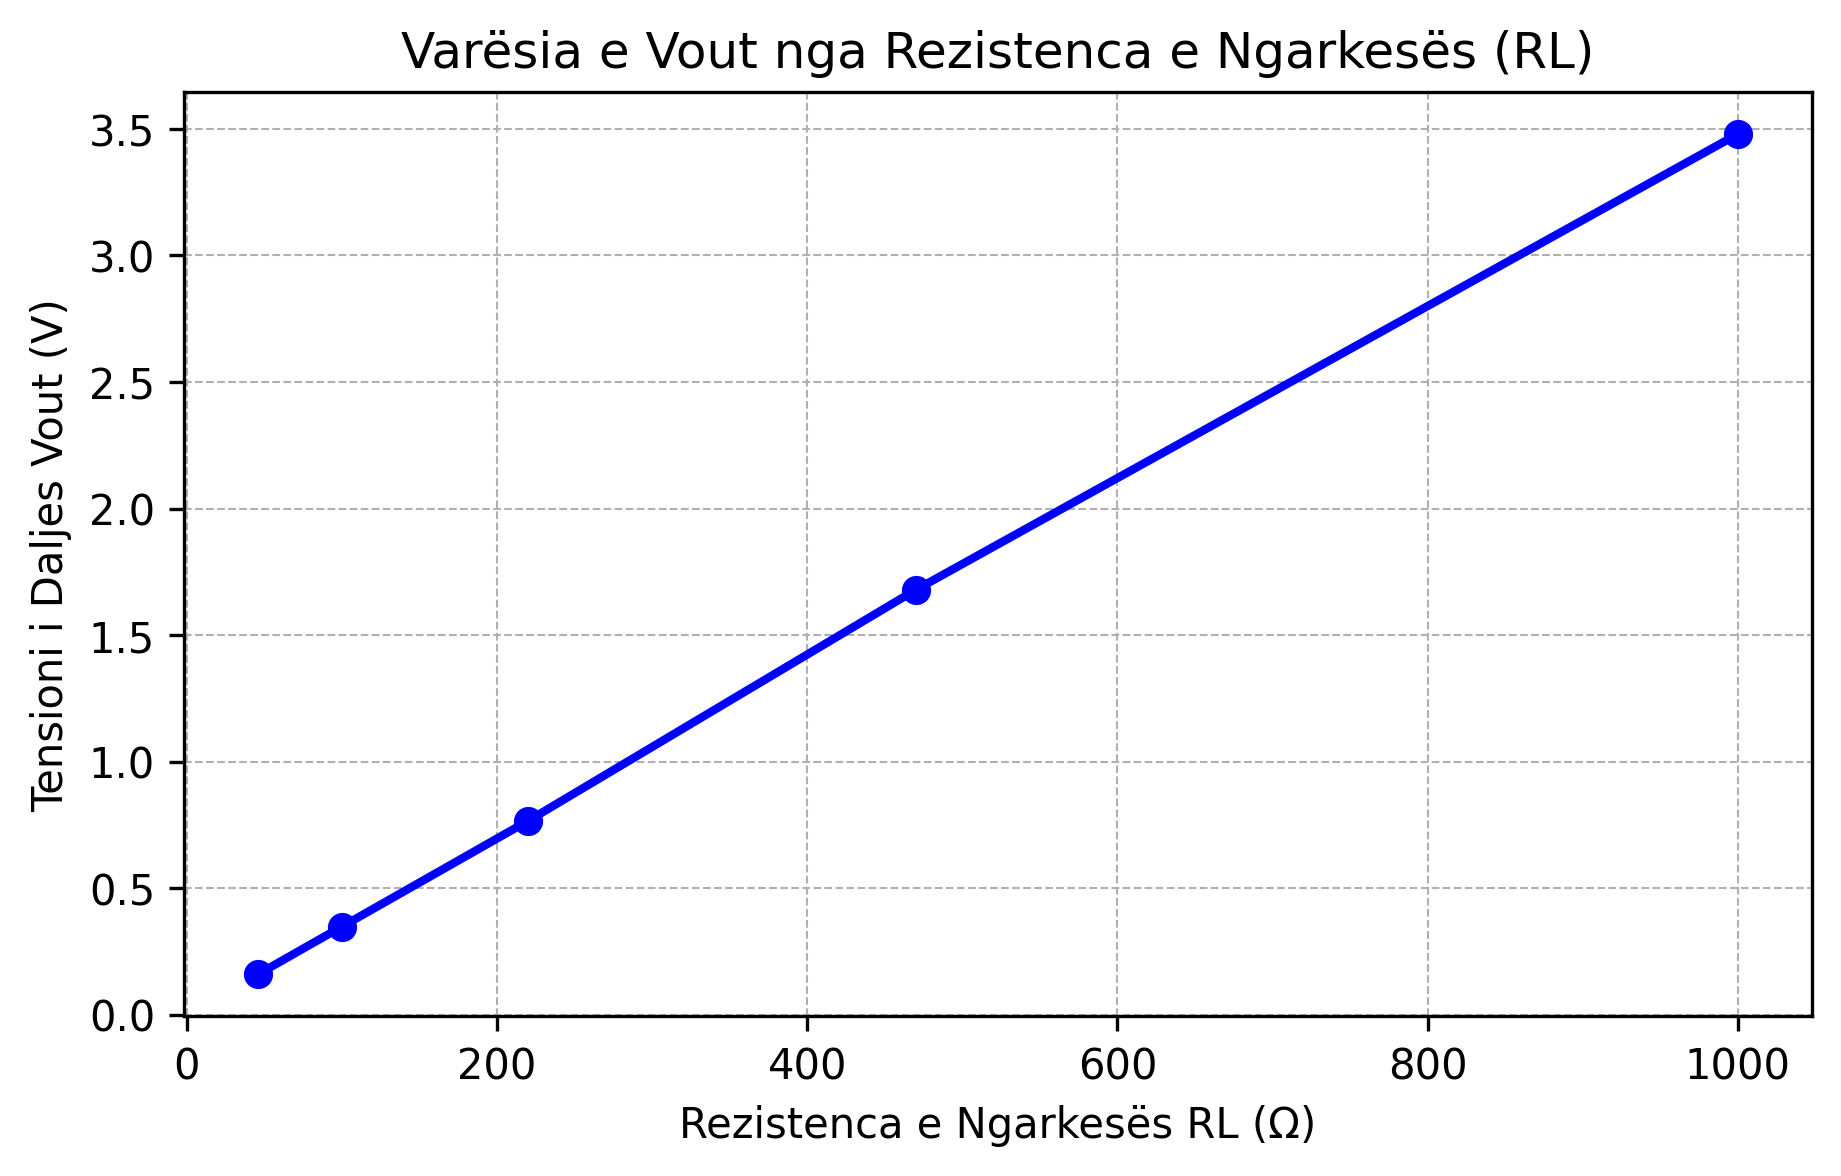 Varësia e Vout nga Rezistenca e Ngarkesës (RL)
Tensioni i Daljes Vout (V)
3.5
3.0
2.5
2.0
1.5
1.0
0.5
0.0
0 200 400 600 800 1000
Rezistenca e Ngarkesës RL (Ω)